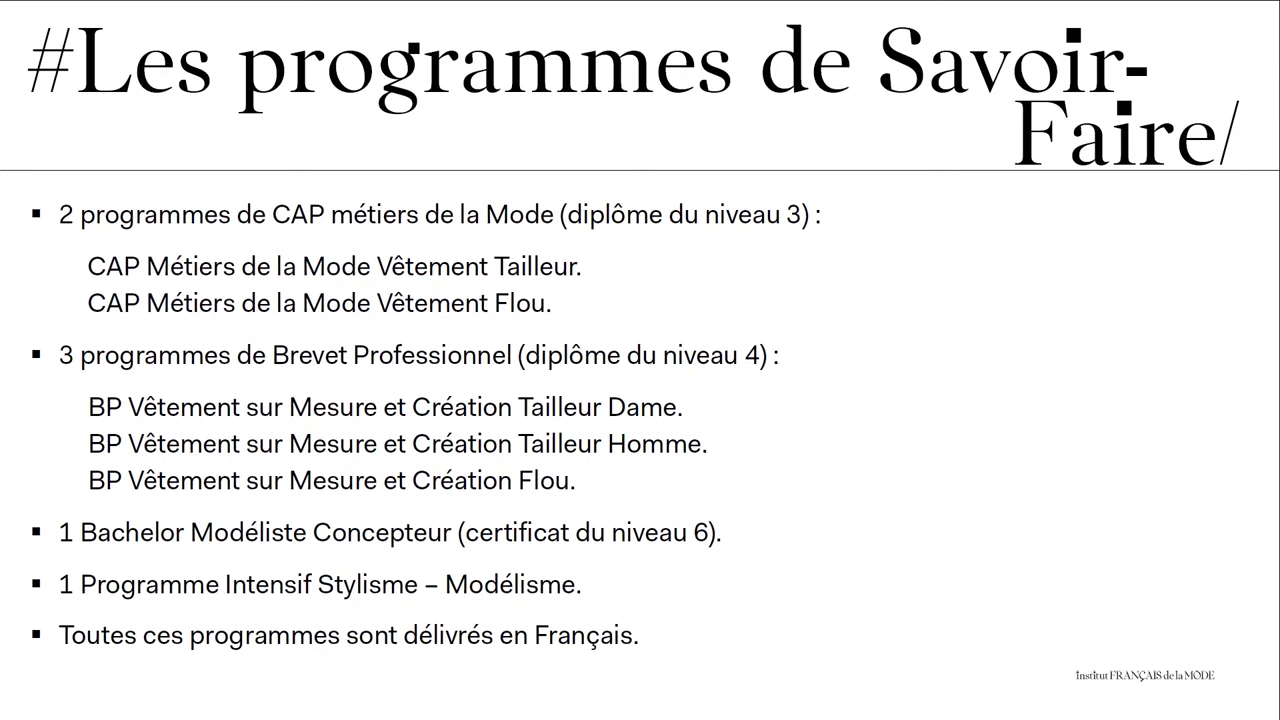 #Les programmes de Savoir-
Faire/
▪ 2 programmes de CAP métiers de la Mode (diplôme du niveau 3) :
CAP Métiers de la Mode Vêtement Tailleur.
CAP Métiers de la Mode Vêtement Flou.
▪ 3 programmes de Brevet Professionnel (diplôme du niveau 4) :
BP Vêtement sur Mesure et Création Tailleur Dame.
BP Vêtement sur Mesure et Création Tailleur Homme.
BP Vêtement sur Mesure et Création Flou.
▪ 1 Bachelor Modéliste Concepteur (certificat du niveau 6).
▪ 1 Programme Intensif Stylisme – Modélisme.
▪ Toutes ces programmes sont délivrés en Français.
institut FRANÇAIS de la MODE